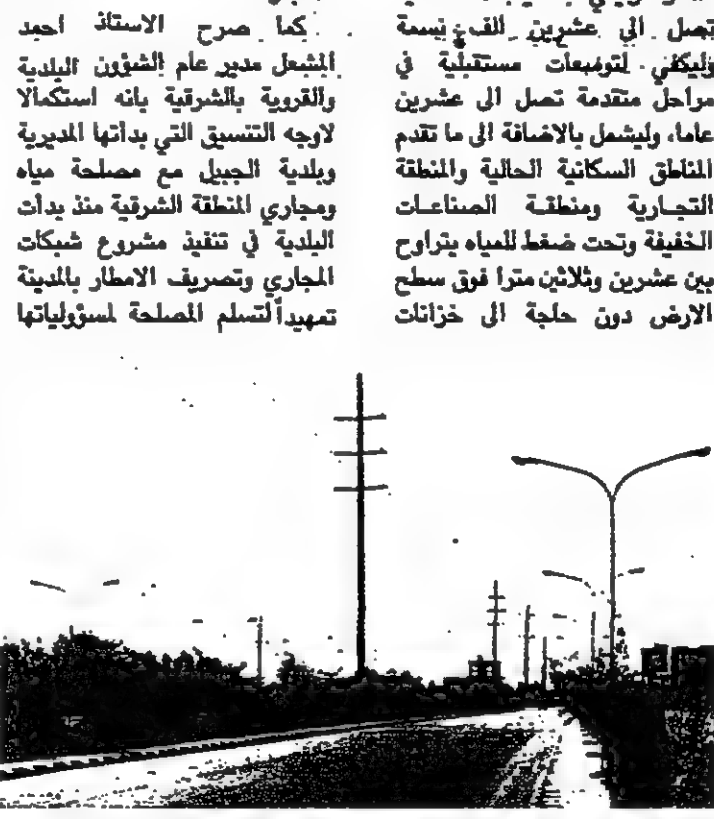 تصل الى عشرين الف نسمة
وليكفي لتوسعات مستقبلية في
مراحل متقدمة تصل الى عشرين
عاما، وليشمل بالاضافة الى ما تقدم
المناطق السكانية الحالية والمنطقة
التجارية ومنطقة الصناعات
الخفيفة وتحت ضغط للمياه يتراوح
بين عشرين وثلاثين مترا فوق سطح
الارض دون حاجة الى خزانات
كما صرح الاستاذ احمد
المشعل مدير عام الشؤون البلدية
والقروية بالشرقية بانه استكمالا
لاوجه التنسيق التي بدأتها المديرية
وبلدية الجبيل مع مصلحة مياه
ومجاري المنطقة الشرقية منذ بدأت
البلدية في تنفيذ مشروع شبكات
المجاري وتصريف الامطار بالمدينة
تمهيداً لتسلم المصلحة لمسؤولياتها